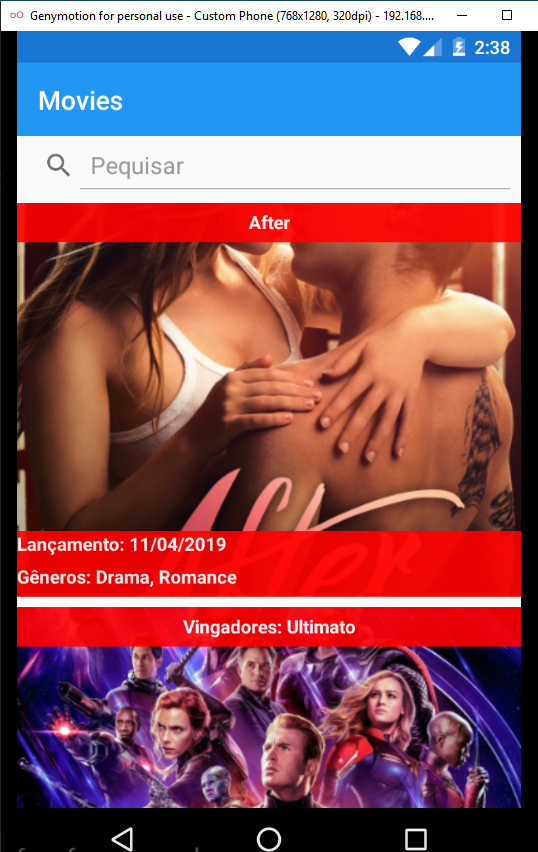 Genymotion for personal use - Custom Phone (768x1280, 320dpi) - 192.168....
2:38
Movies
Pequisar
After
After
Lançamento: 11/04/2019
Gêneros: Drama, Romance
Vingadores: Ultimato